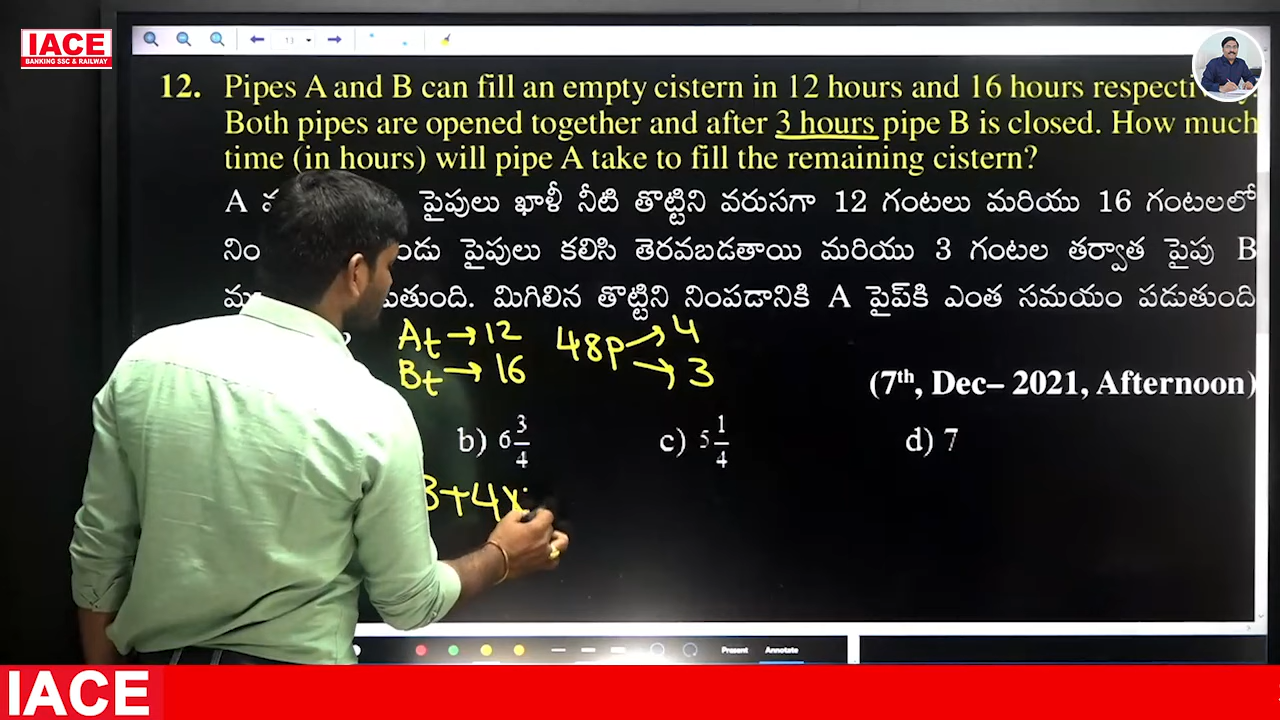 IACE
BANKING SSC & RAILWAY
12. Pipes A and B can fill an empty cistern in 12 hours and 16 hours
Both pipes are opened together and after 3 hours pipe B is closed. How much
time (in hours) will pipe A take to fill the remaining cistern?
A పైపులు ఖాళీ నీటి తొట్టిని వరుసగా 12 గంటలు మరియు 16 గంటలలో
పైపులు కలిసి తెరవబడతాయి మరియు 3 గంటల తర్వాత పైపు B
మిగిలిన తొట్టిని నింపడానికి A పైప్‌కి ఎంత సమయం పడుతుంది
At → 12 48p → 4
Bt → 16 → 3
(7th, Dec– 2021, Afternoon)
b) 6 3/4 c) 5 1/4 d) 7
3+4x
Present Annotate
IACE